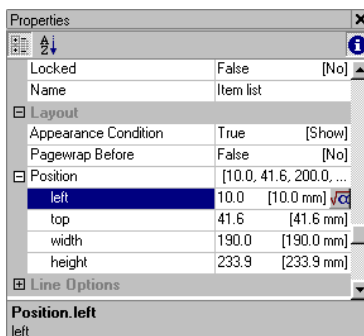 Properties
A Z
Locked False [No]
Name Item list
Layout
Appearance Condition True [Show]
Pagewrap Before False [No]
Position [10.0, 41.6, 200.0, ...
left 10.0 [10.0 mm] √α
top 41.6 [41.6 mm]
width 190.0 [190.0 mm]
height 233.9 [233.9 mm]
Line Options
Position.left
left